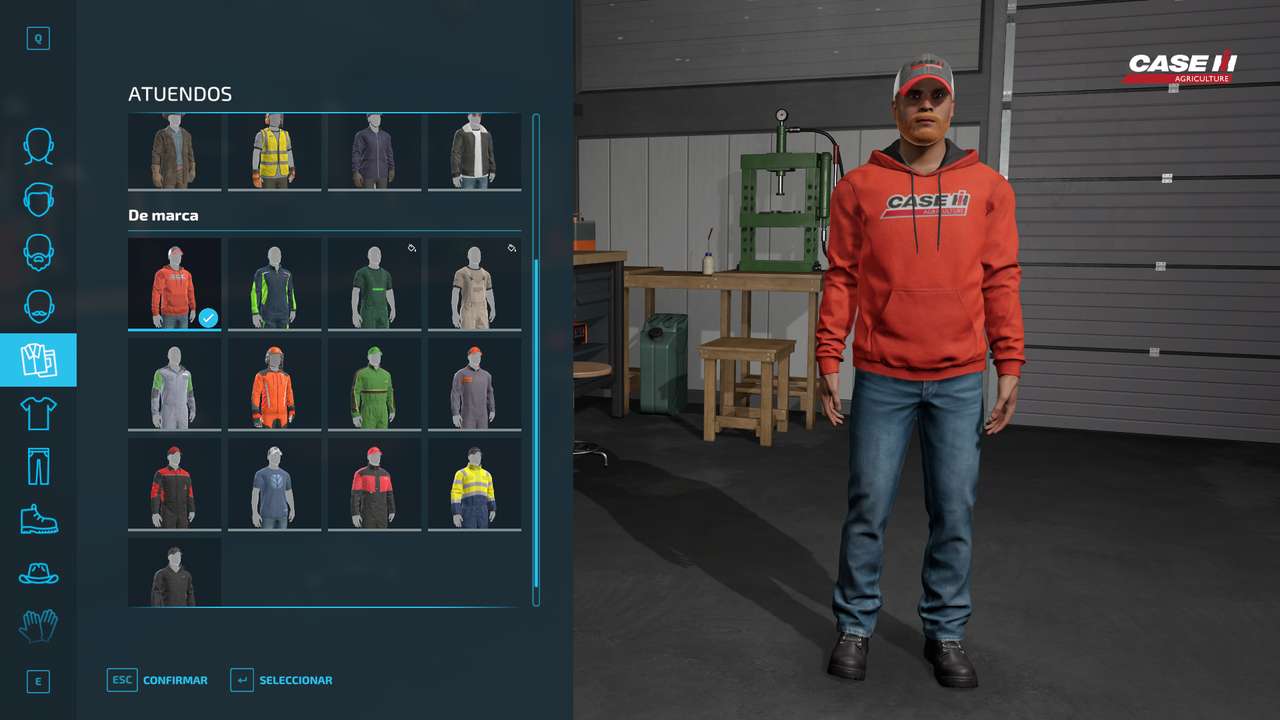 Q
ATUENDOS
De marca
E
ESC CONFIRMAR
SELECCIONAR
CASE IH
AGRICULTURE
CASE IH
AGRICULTURE